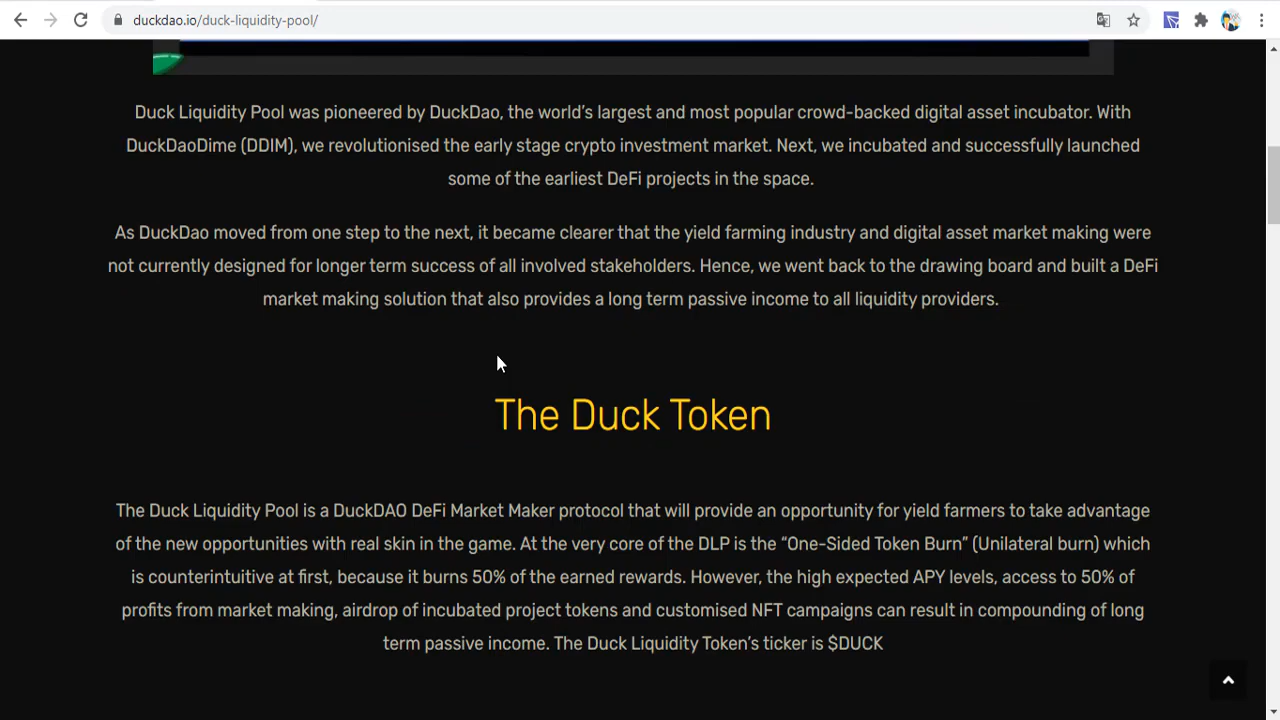 duckdao.io/duck-liquidity-pool/
Duck Liquidity Pool was pioneered by DuckDao, the world's largest and most popular crowd-backed digital asset incubator. With
DuckDaoDime (DDIM), we revolutionised the early stage crypto investment market. Next, we incubated and successfully launched
some of the earliest DeFi projects in the space.
As DuckDao moved from one step to the next, it became clearer that the yield farming industry and digital asset market making were
not currently designed for longer term success of all involved stakeholders. Hence, we went back to the drawing board and built a DeFi
market making solution that also provides a long term passive income to all liquidity providers.
The Duck Token
The Duck Liquidity Pool is a DuckDAO DeFi Market Maker protocol that will provide an opportunity for yield farmers to take advantage
of the new opportunities with real skin in the game. At the very core of the DLP is the “One-Sided Token Burn” (Unilateral burn) which
is counterintuitive at first, because it burns 50% of the earned rewards. However, the high expected APY levels, access to 50% of
profits from market making, airdrop of incubated project tokens and customised NFT campaigns can result in compounding of long
term passive income. The Duck Liquidity Token's ticker is $DUCK